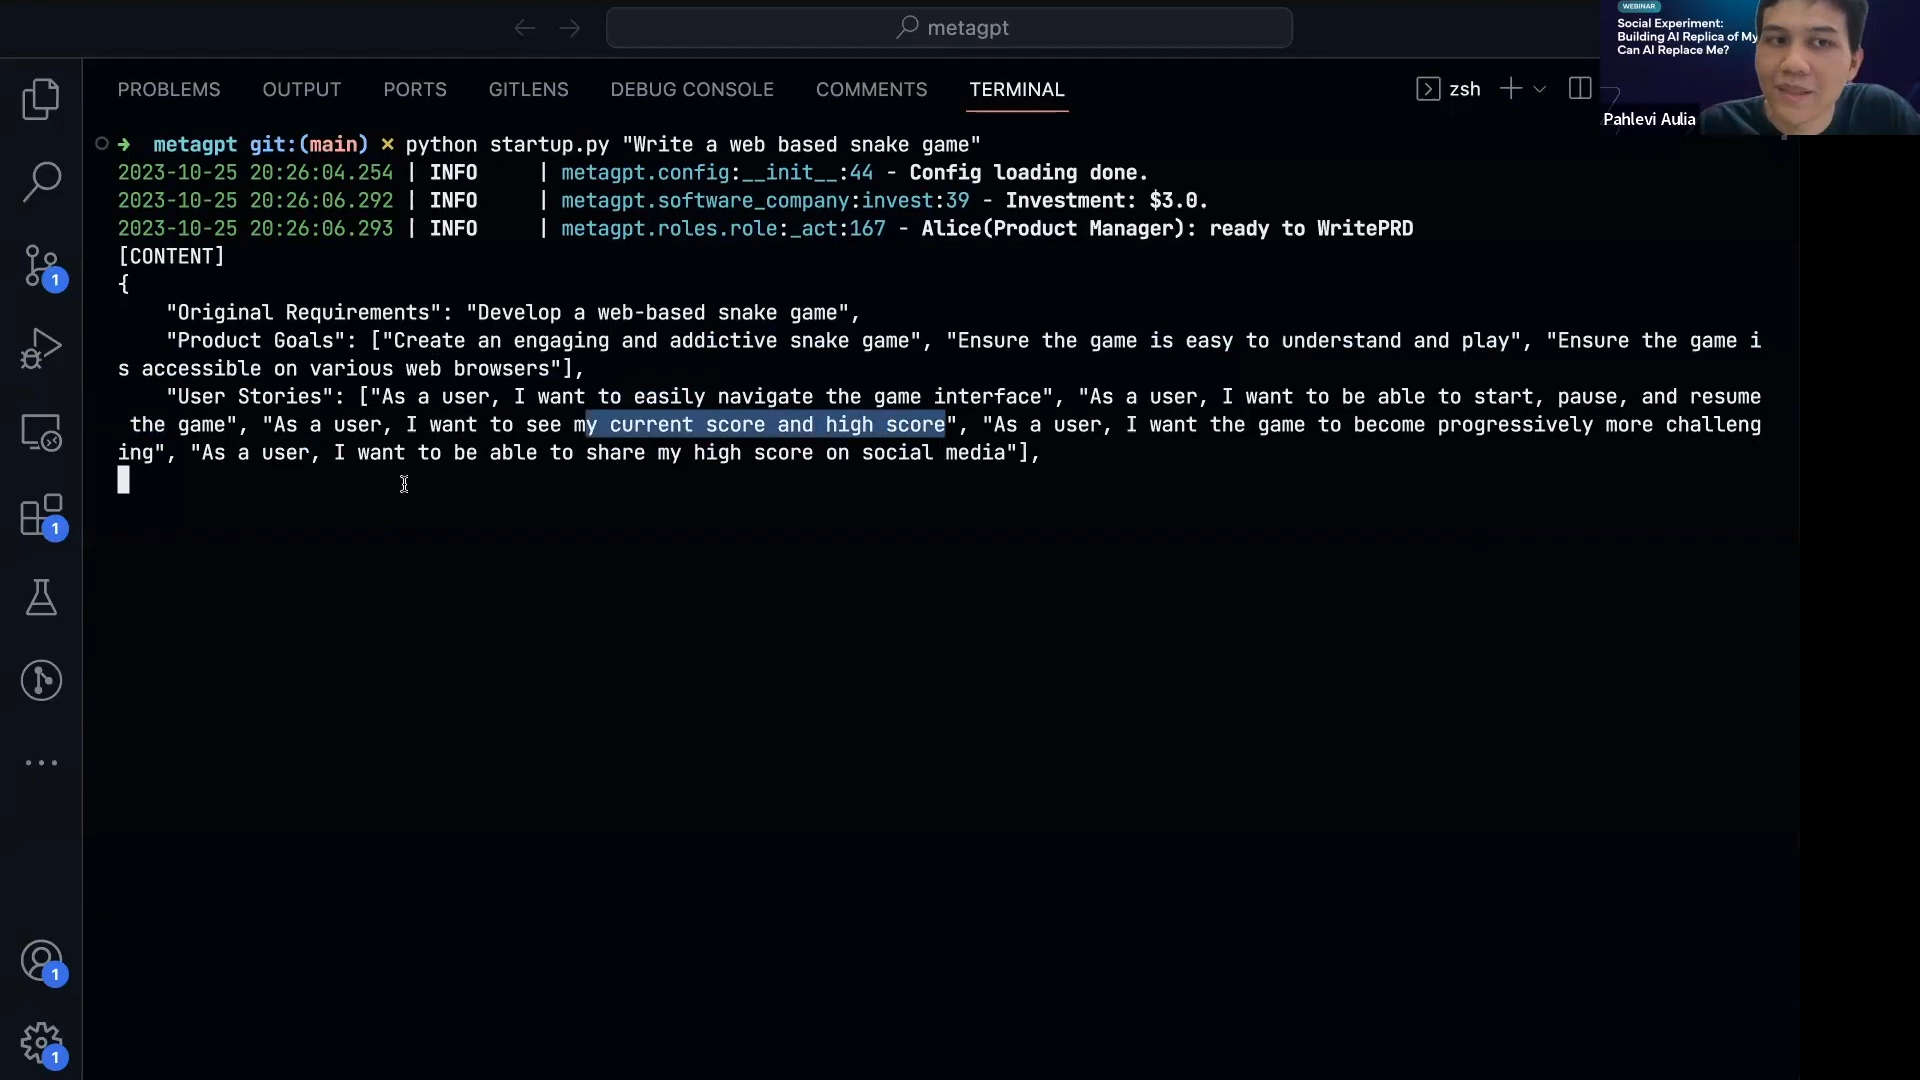 metagpt
WEBINAR
Social Experiment:
Building AI Replica of My
Can AI Replace Me?
Pahlevi Aulia
PROBLEMS OUTPUT PORTS GITLENS DEBUG CONSOLE COMMENTS TERMINAL zsh
→ metagpt git:(main) × python startup.py "Write a web based snake game"
2023-10-25 20:26:04.254 | INFO     | metagpt.config:__init__:44 - Config loading done.
2023-10-25 20:26:06.292 | INFO     | metagpt.software_company:invest:39 - Investment: $3.0.
2023-10-25 20:26:06.293 | INFO     | metagpt.roles.role:_act:167 - Alice(Product Manager): ready to WritePRD
[CONTENT]
{
    "Original Requirements": "Develop a web-based snake game",
    "Product Goals": ["Create an engaging and addictive snake game", "Ensure the game is easy to understand and play", "Ensure the game i
s accessible on various web browsers"],
    "User Stories": ["As a user, I want to easily navigate the game interface", "As a user, I want to be able to start, pause, and resume
 the game", "As a user, I want to see my current score and high score", "As a user, I want the game to become progressively more challeng
ing", "As a user, I want to be able to share my high score on social media"],
1
1
1
1